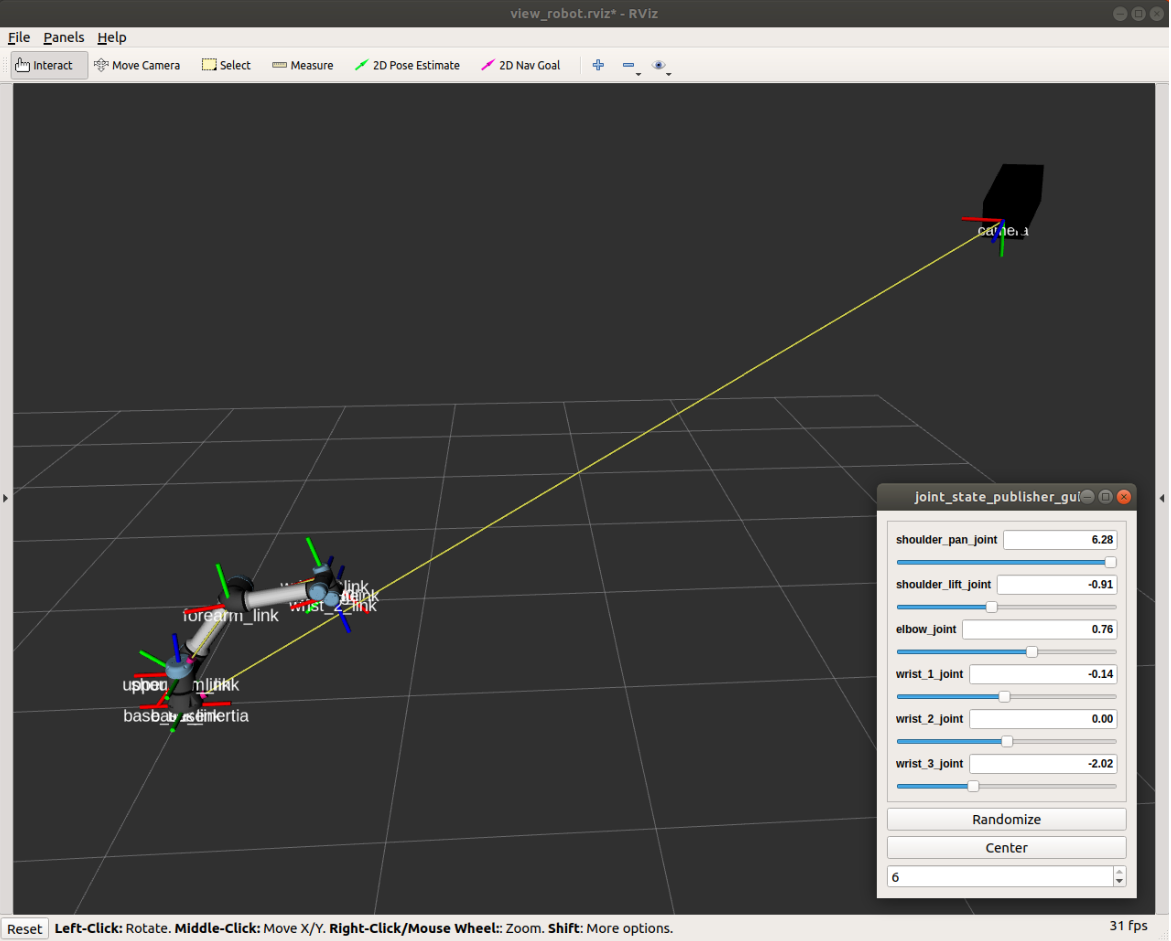 view_robot.rviz* - RViz
File Panels Help
Interact Move Camera Select Measure 2D Pose Estimate 2D Nav Goal
camera
forearm_link
wrist_2_link
joint_state_publisher_gui
shoulder_pan_joint 6.28
shoulder_lift_joint -0.91
elbow_joint 0.76
wrist_1_joint -0.14
wrist_2_joint 0.00
wrist_3_joint -2.02
Randomize
Center
6
Reset Left-Click: Rotate. Middle-Click: Move X/Y. Right-Click/Mouse Wheel:: Zoom. Shift: More options. 31 fps